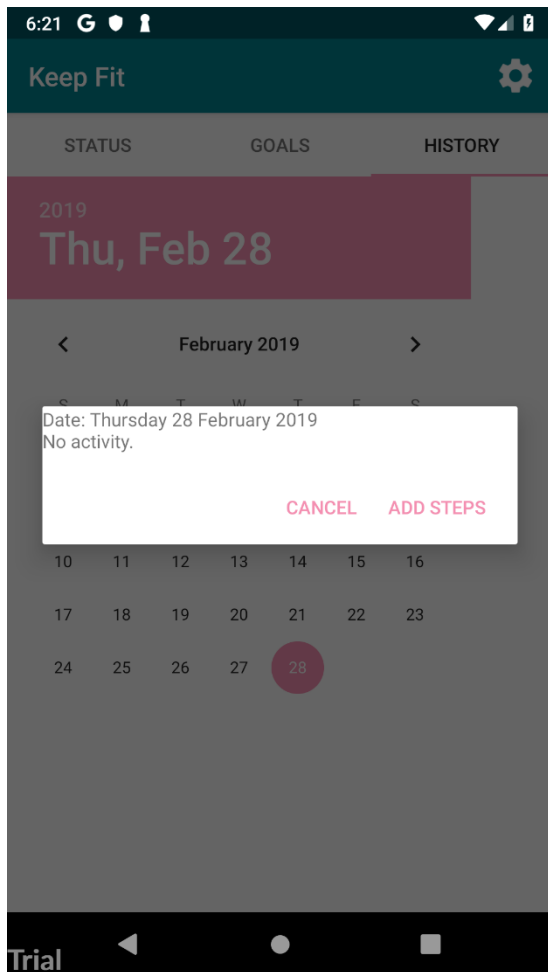 6:21 G
Keep Fit
STATUS GOALS HISTORY
2019
Thu, Feb 28
February 2019
S M T W T F S
Date: Thursday 28 February 2019
No activity.
CANCEL ADD STEPS
10 11 12 13 14 15 16
17 18 19 20 21 22 23
24 25 26 27 28
Trial